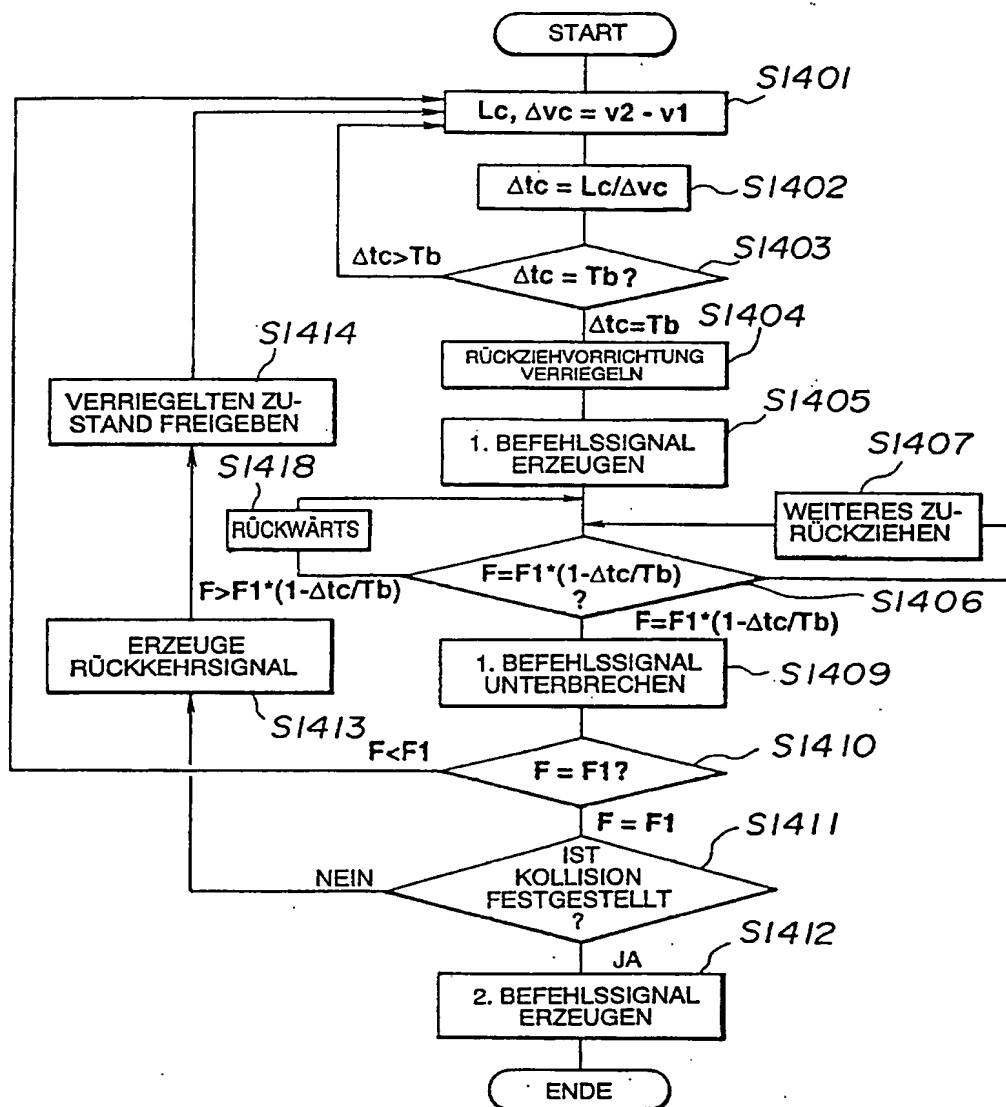 START
S1401
Lc, Δvc = v2 - v1
Δtc = Lc/Δvc
S1402
S1403
Δtc>Tb
Δtc = Tb?
Δtc=Tb
S1404
RÜCKZIEHVORRICHTUNG
VERRIEGELN
S1414
VERRIEGELTEN ZU-
STAND FREIGEBEN
S1405
1. BEFEHLSSIGNAL
ERZEUGEN
S1407
WEITERES ZU-
RÜCKZIEHEN
S1418
RÜCKWÄRTS
F=F1*(1-Δtc/Tb)
?
F>F1*(1-Δtc/Tb)
S1406
F=F1*(1-Δtc/Tb)
ERZEUGE
RÜCKKEHRSIGNAL
S1413
1. BEFEHLSSIGNAL
UNTERBRECHEN
S1409
F<F1
F = F1?
S1410
F = F1
S1411
IST
KOLLISION
FESTGESTELLT
?
NEIN
JA
S1412
2. BEFEHLSSIGNAL
ERZEUGEN
ENDE